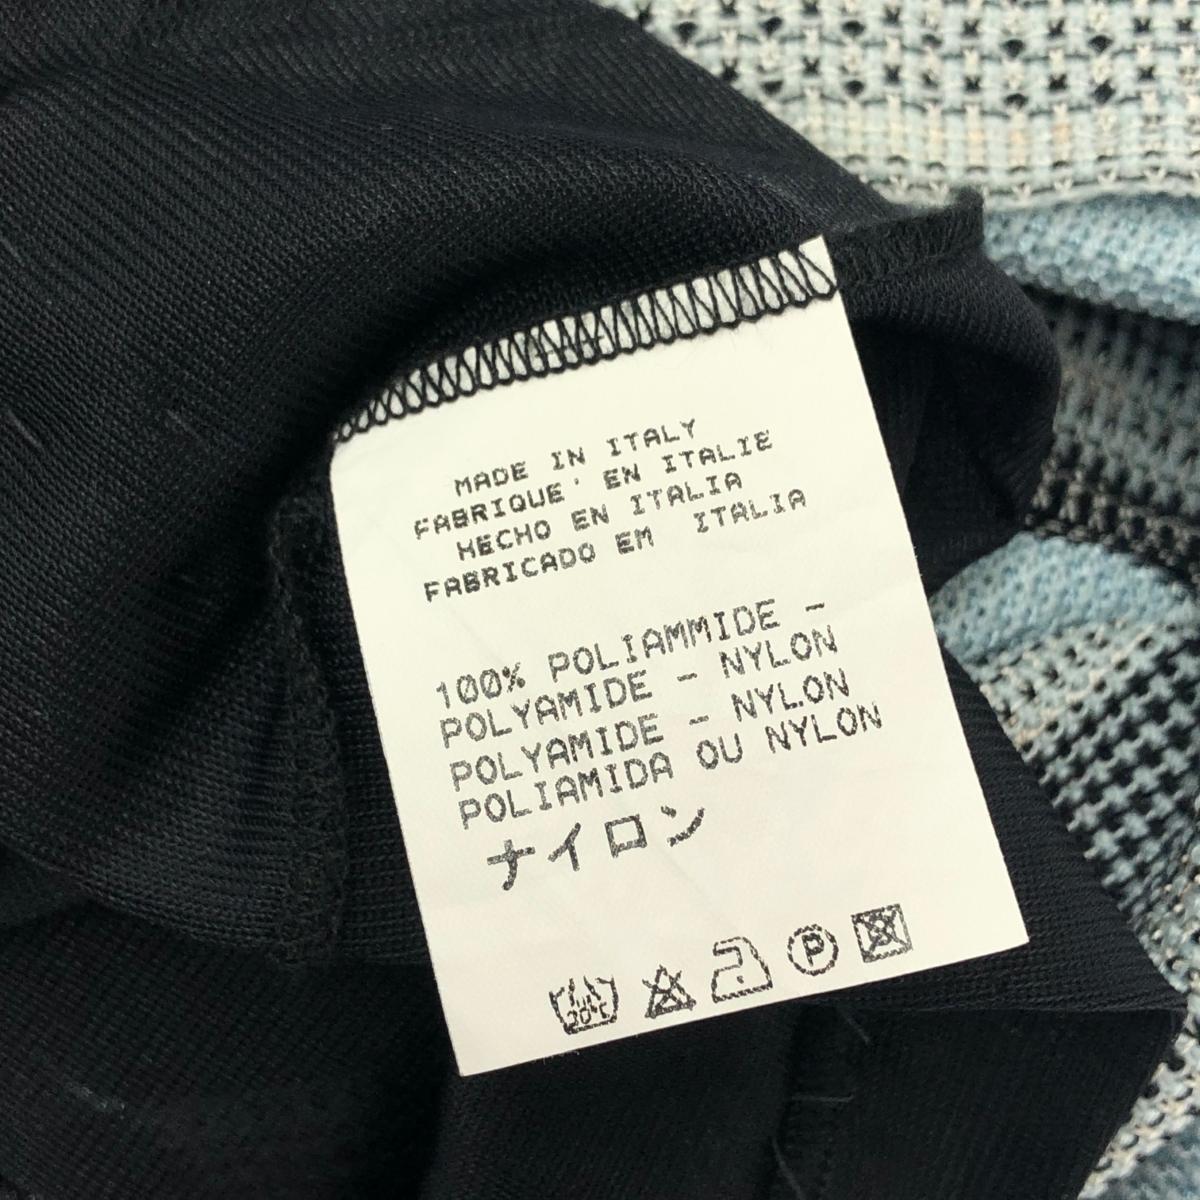 MADE IN ITALY
FABRIQUE' EN ITALIE
HECHO EN ITALIA
FABRICADO EM ITALIA
100% POLIAMMIDE -
POLYAMIDE - NYLON
POLYAMIDE - NYLON
POLIAMIDA OU NYLON
ナイロン
P